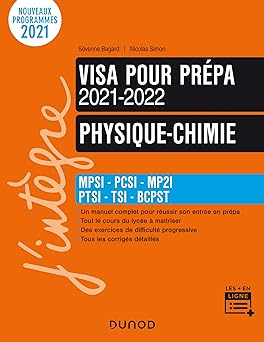 NOUVEAUX
PROGRAMMES
2021
Séverine Bagard | Nicolas Simon
VISA POUR PRÉPA
2021-2022
PHYSIQUE-CHIMIE
j'intègre
MPSI - PCSI - MP2I
PTSI - TSI - BCPST
- Un manuel complet pour réussir son entrée en prépa
- Tout le cours du lycée à maîtriser
- Des exercices de difficulté progressive
- Tous les corrigés détaillés
LES + EN
LIGNE
DUNOD